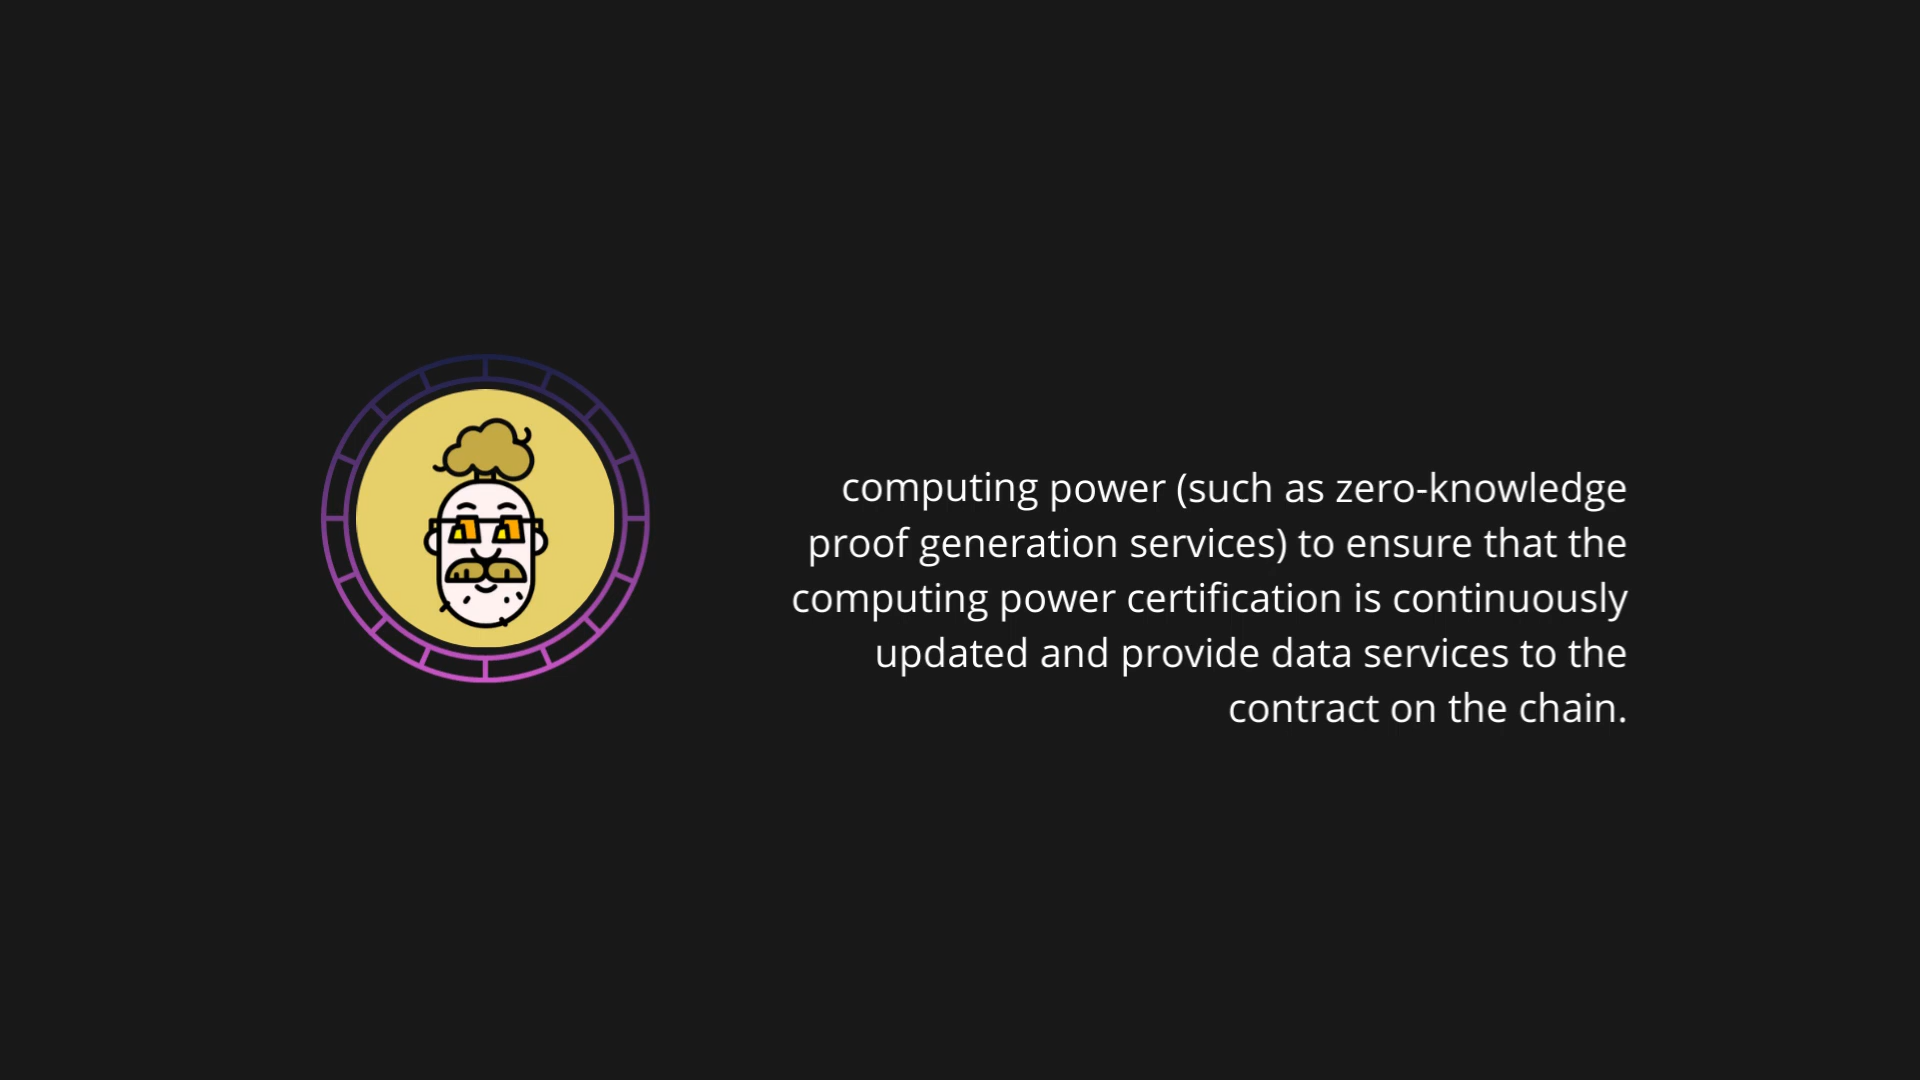 computing power (such as zero-knowledge
proof generation services) to ensure that the
computing power certification is continuously
updated and provide data services to the
contract on the chain.